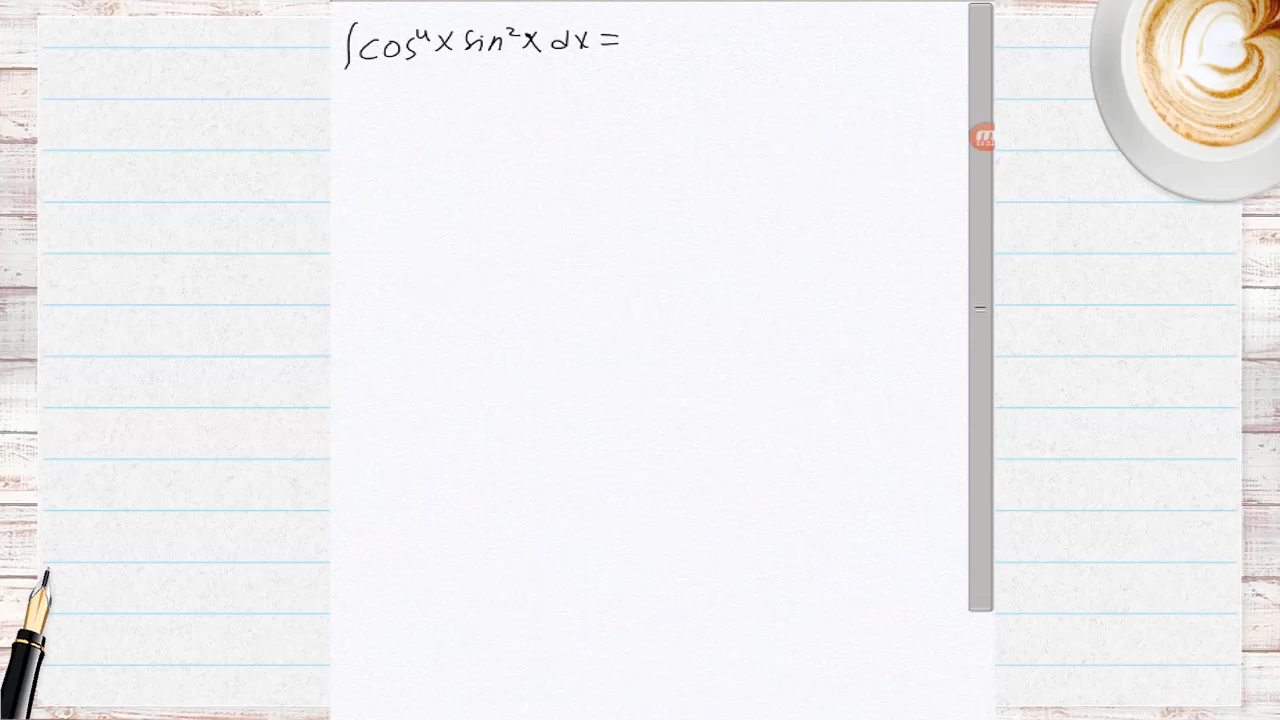 ∫cos⁴x sin²x dx =